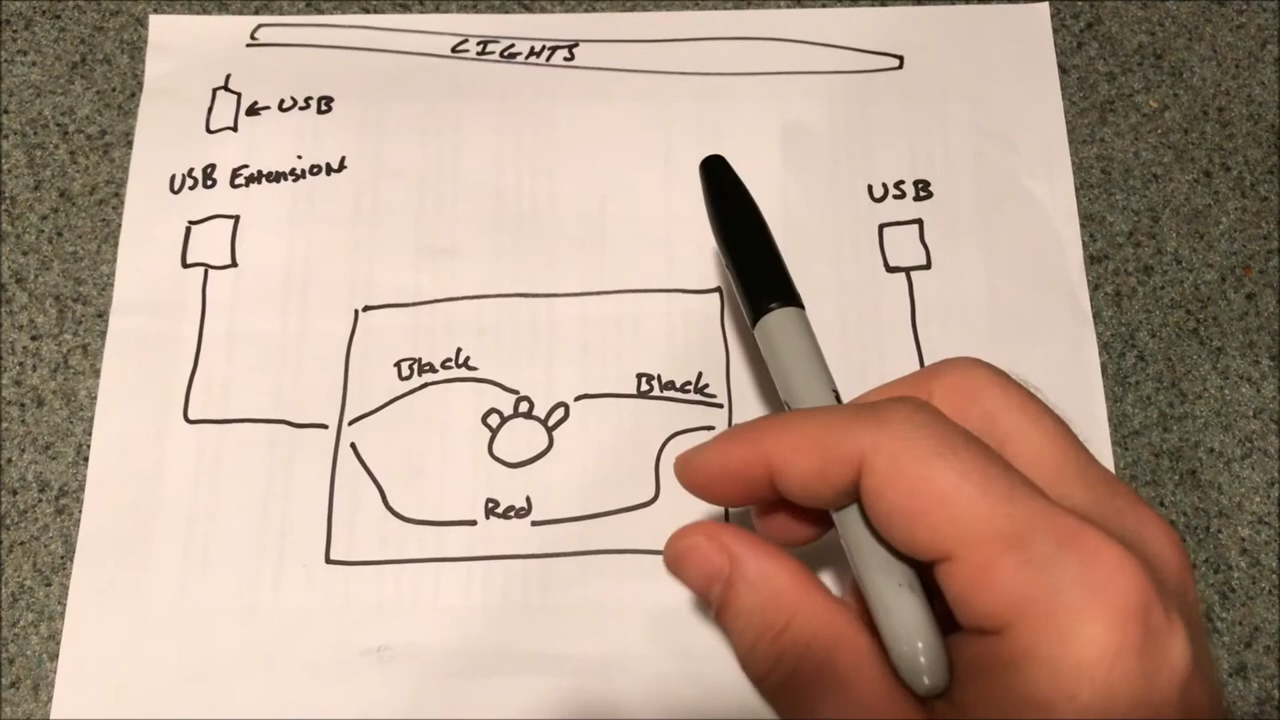 LIGHTS
USB
USB Extension
USB
Black
Black
Red